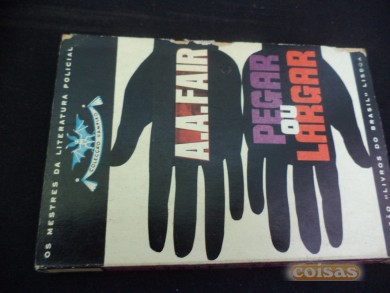 OS MESTRES DA LITERATURA POLICIAL
COLECÇÃO VAMPIRO
A.A.FAIR
PEGAR
OU
LARGAR
"LIVROS DO BRASIL" LISBOA
coisas